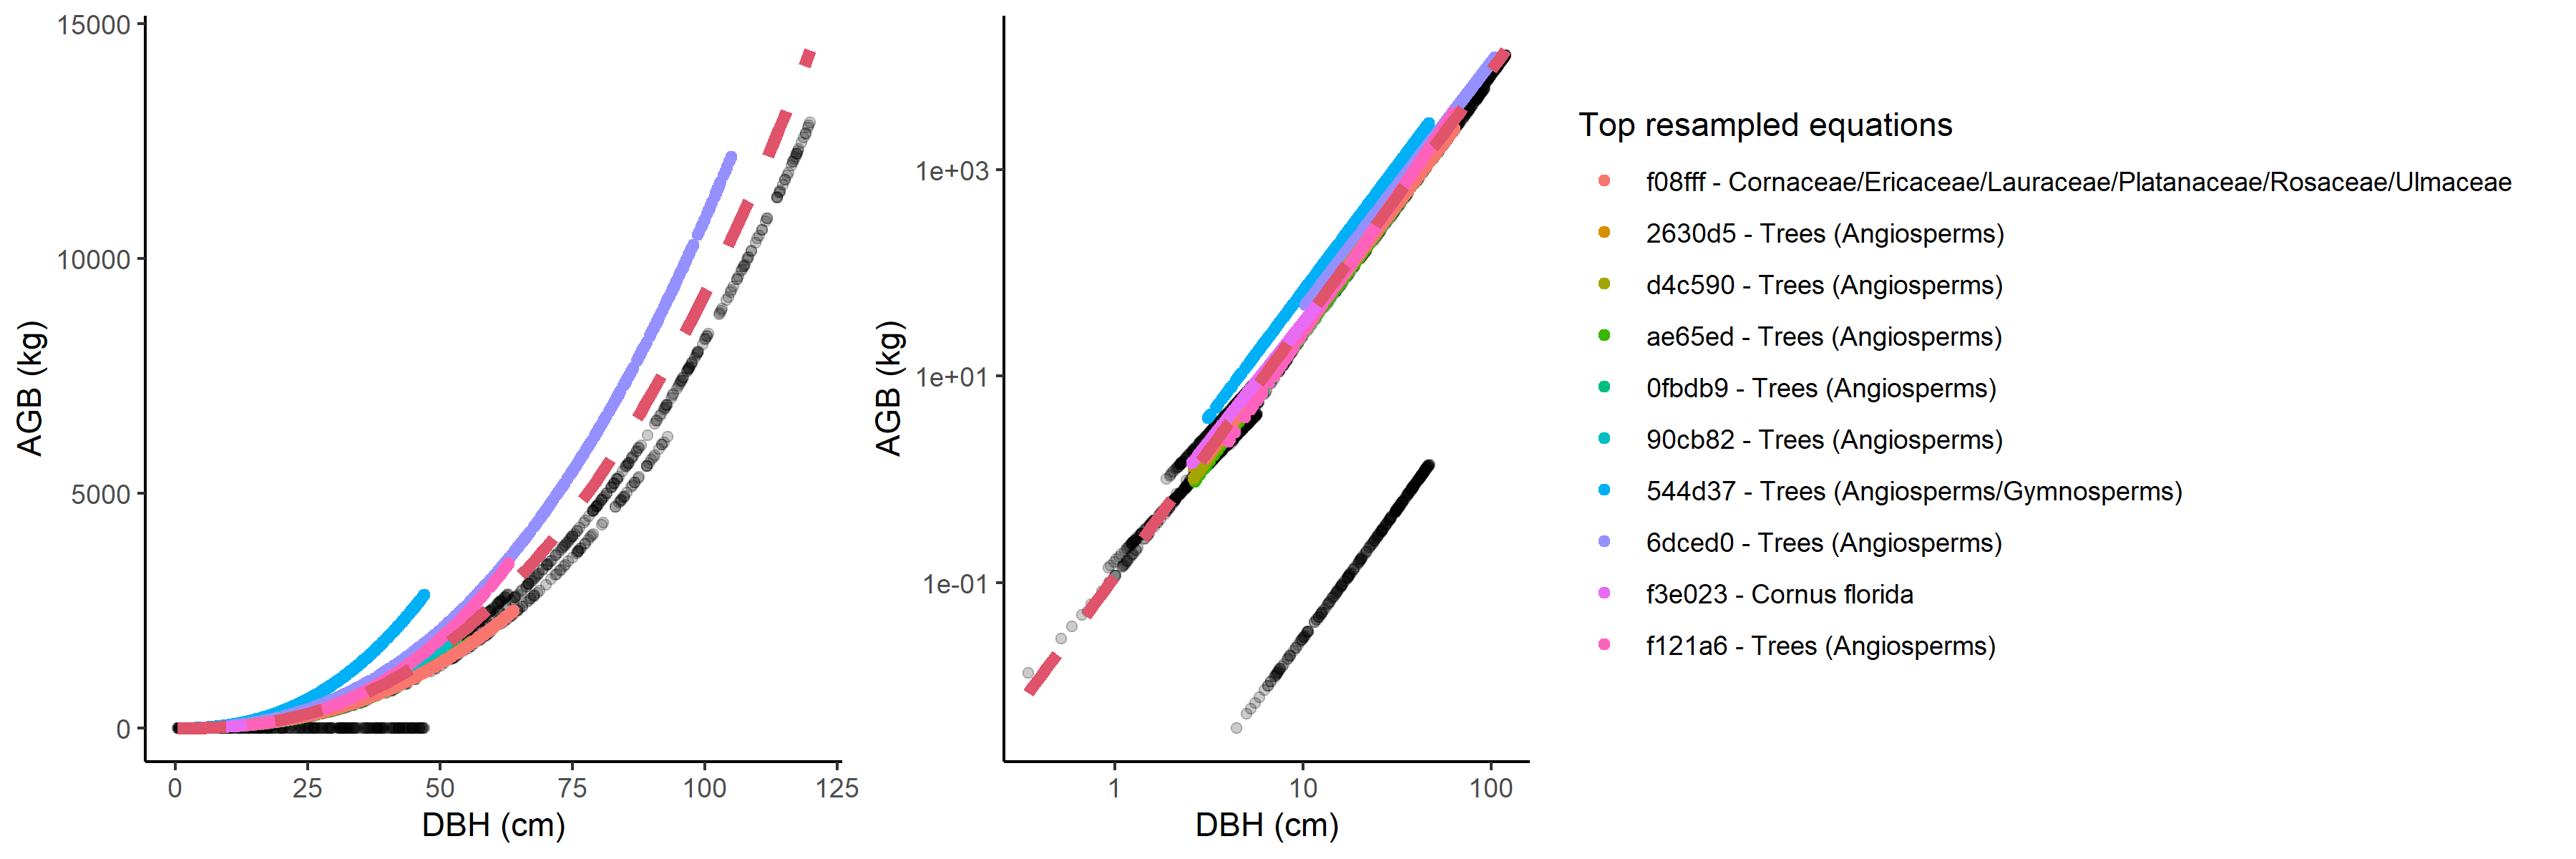 15000
10000
5000
0
AGB (kg)
0
25
50
75
100
125
DBH (cm)
1e+03
1e+01
1e-01
AGB (kg)
1
10
100
DBH (cm)
Top resampled equations
f08fff - Cornaceae/Ericaceae/Lauraceae/Platanaceae/Rosaceae/Ulmaceae
2630d5 - Trees (Angiosperms)
d4c590 - Trees (Angiosperms)
ae65ed - Trees (Angiosperms)
0fbdb9 - Trees (Angiosperms)
90cb82 - Trees (Angiosperms)
544d37 - Trees (Angiosperms/Gymnosperms)
6dced0 - Trees (Angiosperms)
f3e023 - Cornus florida
f121a6 - Trees (Angiosperms)